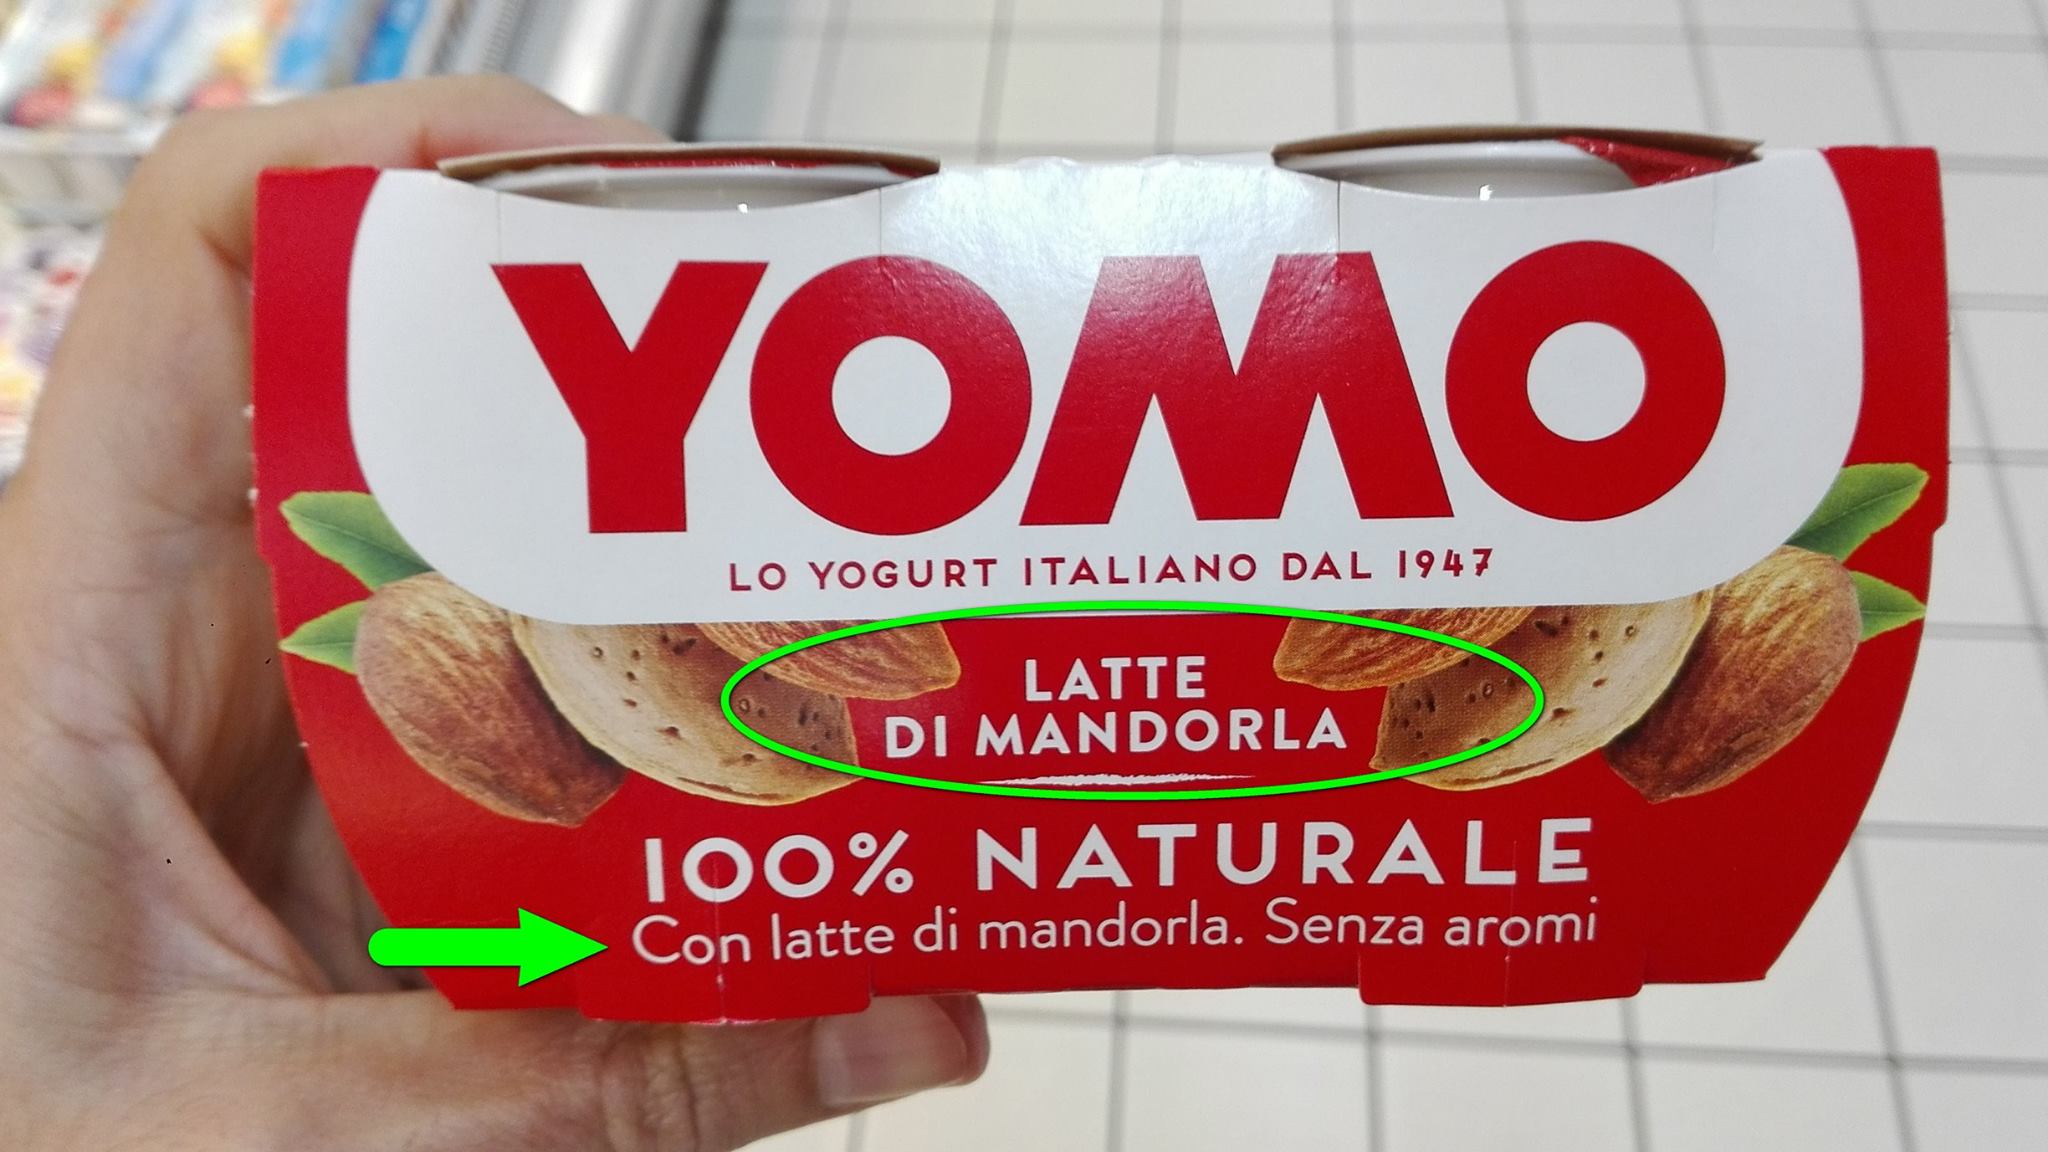 YOMO
LO YOGURT ITALIANO DAL 1947
LATTE
DI MANDORLA
100% NATURALE
Con latte di mandorla. Senza aromi